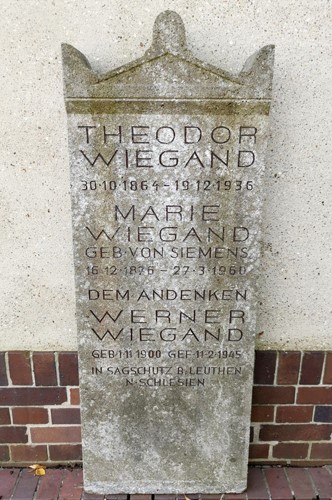 THEODOR
WIEGAND
30·10·1864 - 19·12·1936
MARIE
WIEGAND
GEB·VON SIEMENS
16·12·1876 - 27·3·1960
DEM ANDENKEN
WERNER
WIEGAND
GEB·1·11·1900 GEF·11·2·1945
IN SAGSCHÜTZ B. LEUTHEN
N·SCHLESIEN